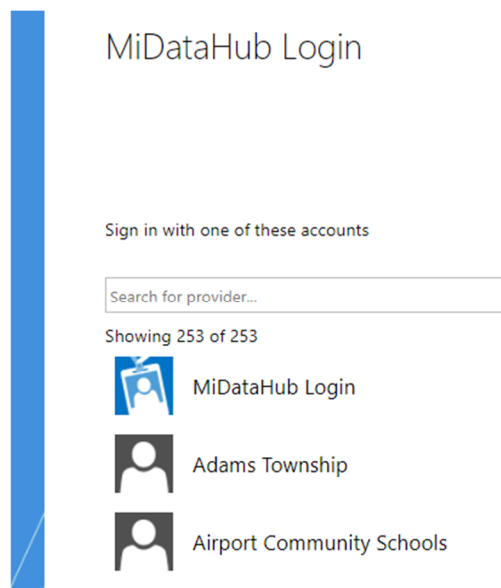 MiDataHub Login
Sign in with one of these accounts
Search for provider...
Showing 253 of 253
MiDataHub Login
Adams Township
Airport Community Schools